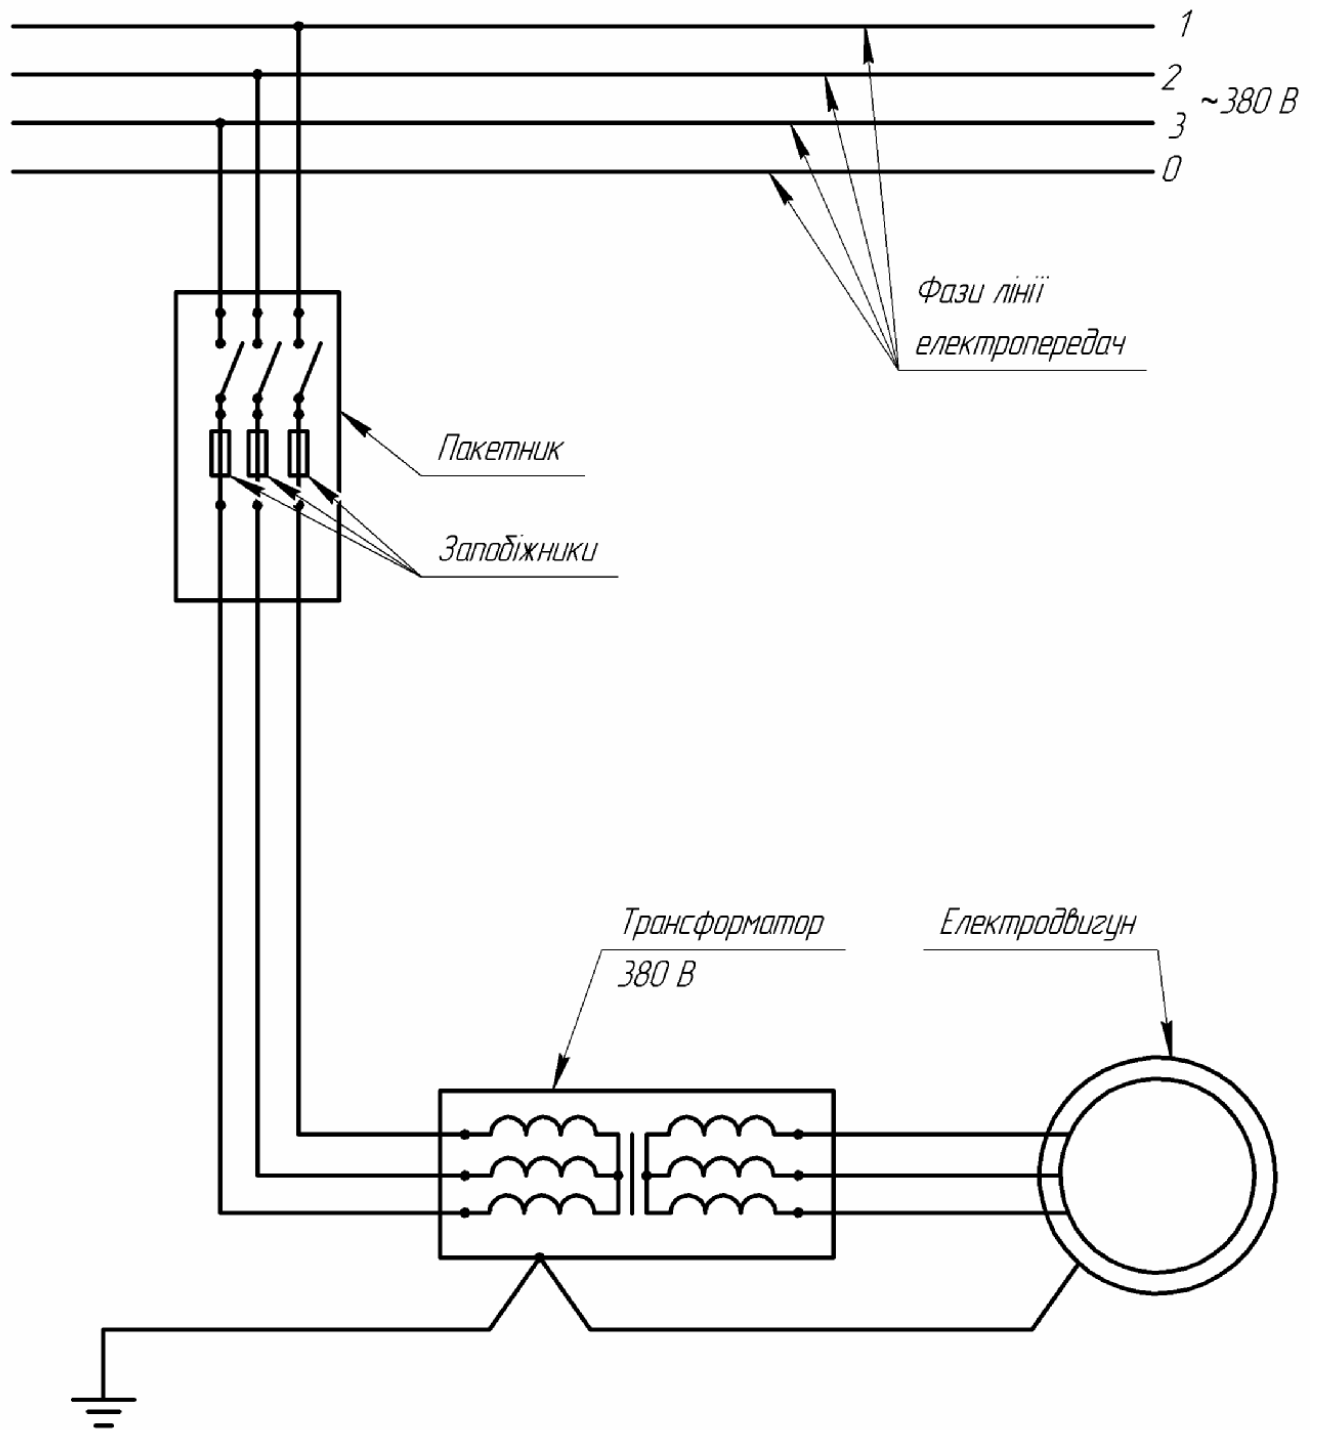 1
2
~380 В
3
0
Фази лінії
електропередач
Пакетник
Запобіжники
Трансформатор
380 В
Електродвигун